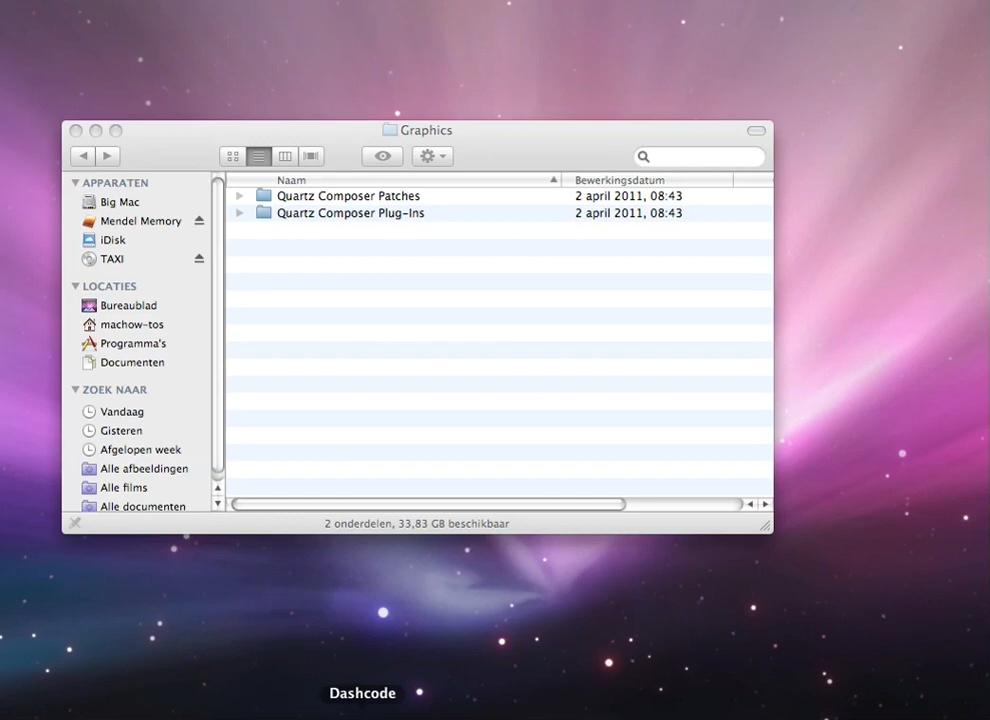 Graphics
APPARATEN
Big Mac
Mendel Memory
iDisk
TAXI
LOCATIES
Bureaublad
machow-tos
Programma's
Documenten
ZOEK NAAR
Vandaag
Gisteren
Afgelopen week
Alle afbeeldingen
Alle films
Alle documenten
Naam Bewerkingsdatum
Quartz Composer Patches 2 april 2011, 08:43
Quartz Composer Plug-Ins 2 april 2011, 08:43
2 onderdelen, 33,83 GB beschikbaar
Dashcode